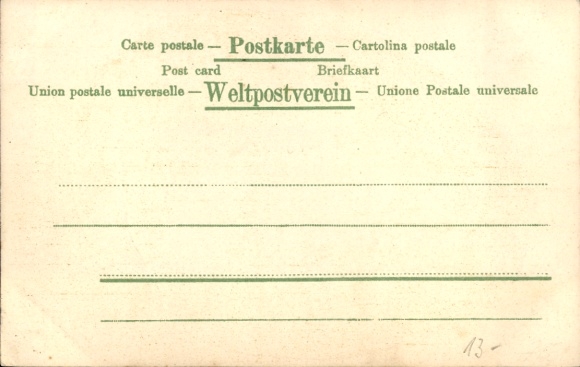 Carte postale — Postkarte — Cartolina postale
Post card Briefkaart
Union postale universelle — Weltpostverein — Unione Postale universale
13-